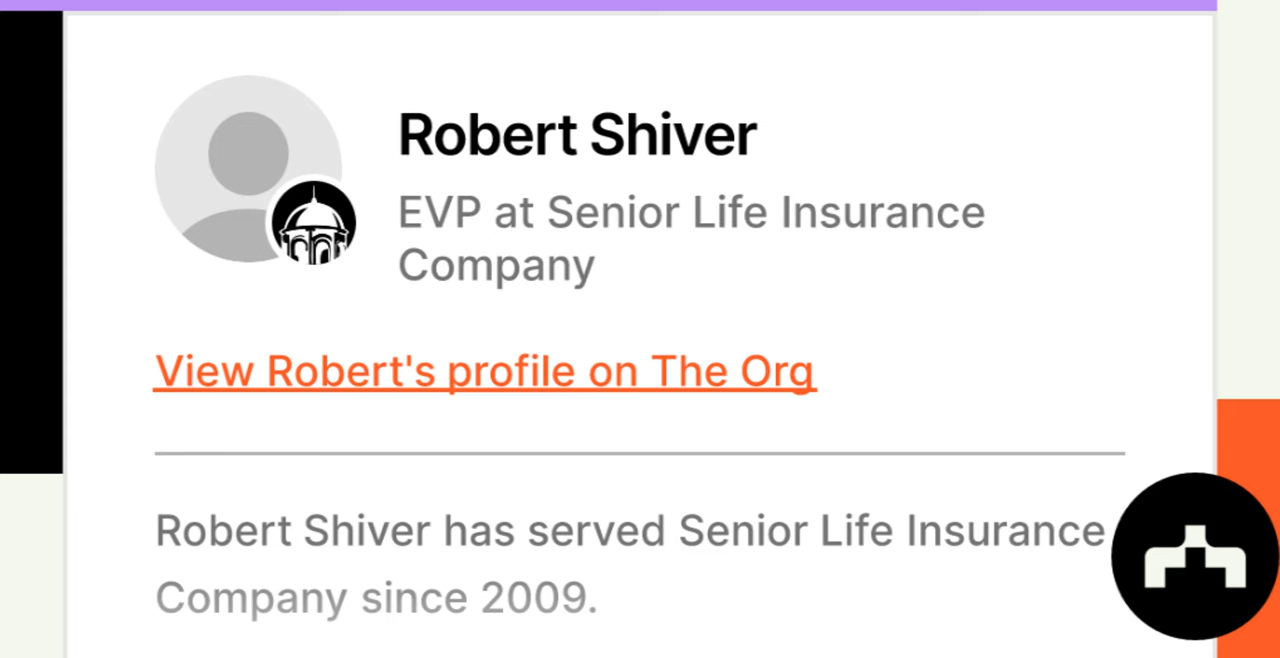 Robert Shiver
EVP at Senior Life Insurance
Company
View Robert's profile on The Org
Robert Shiver has served Senior Life Insurance
Company since 2009.